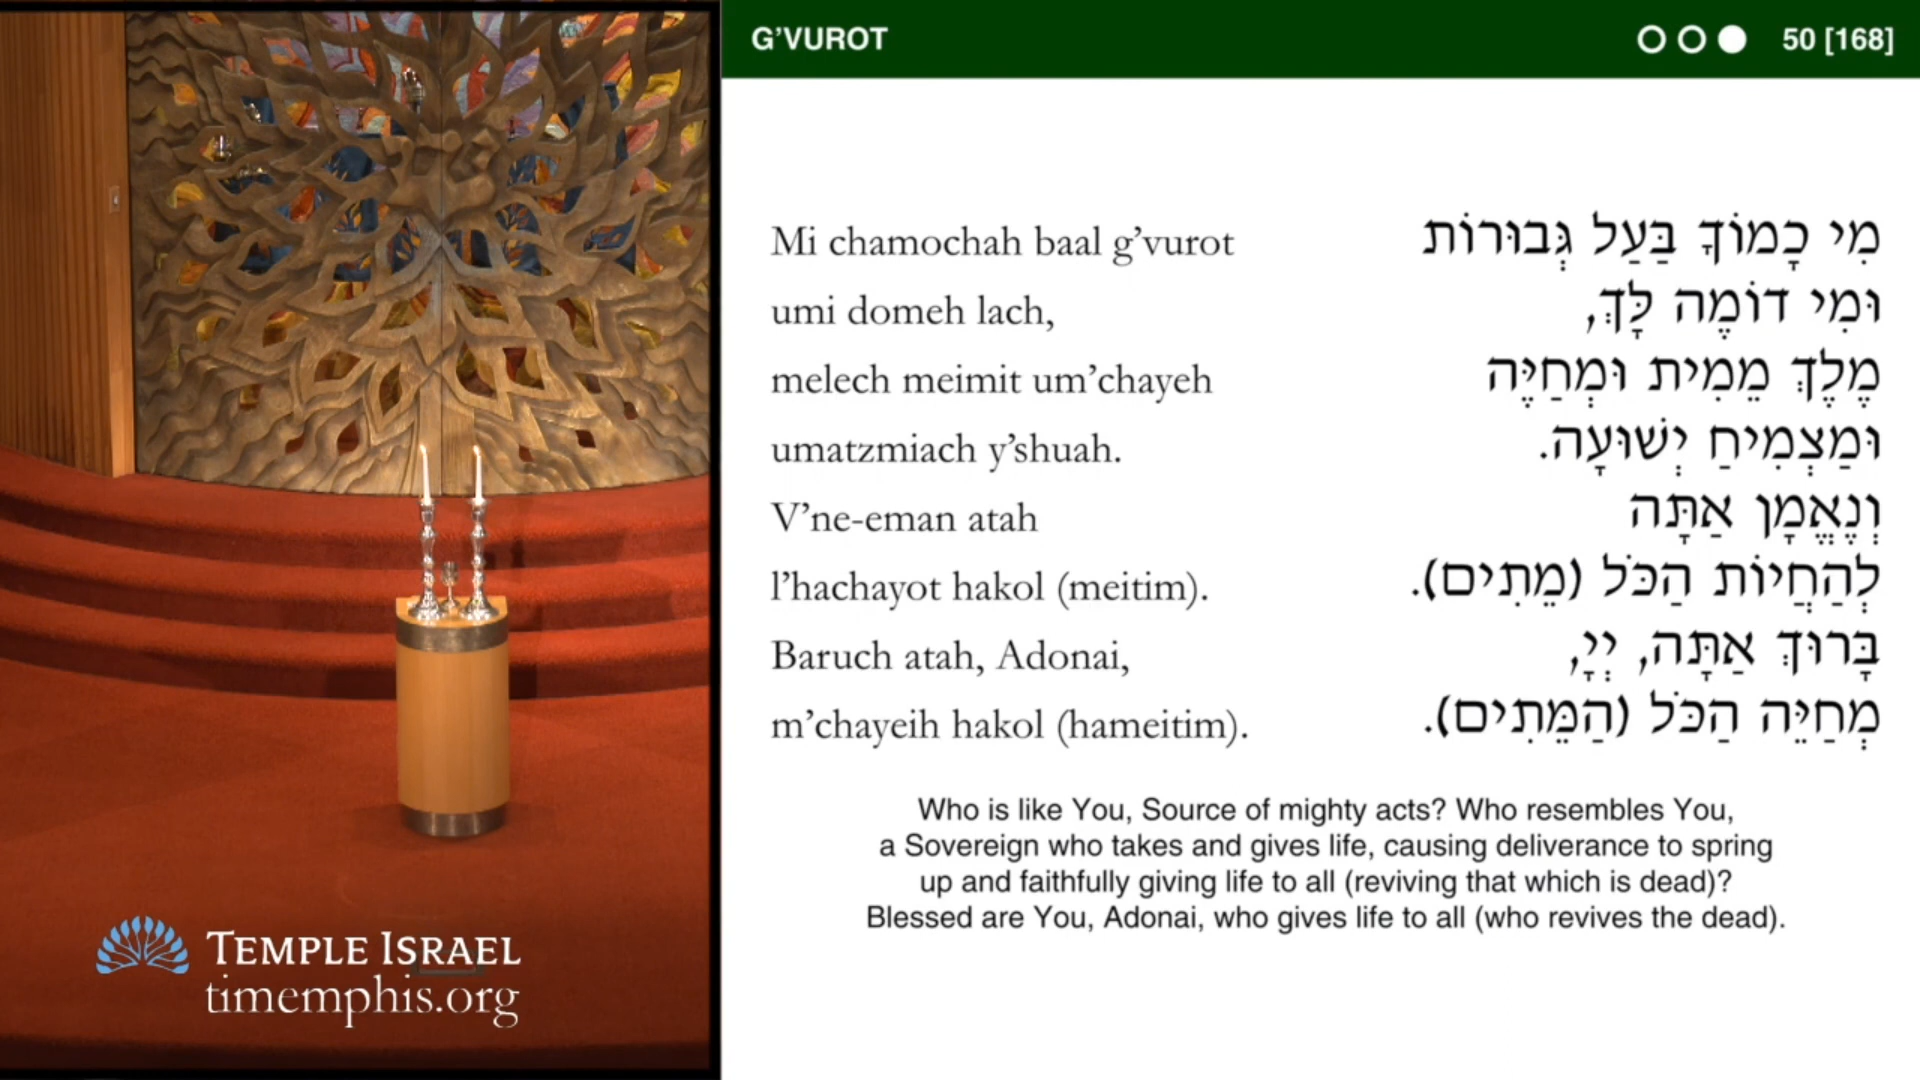 G’VUROT
50 [168]
Mi chamochah baal g’vurot
umi domeh lach,
melech meimit um’chayeh
umatzmiach y’shuah.
V’ne-eman atah
l’hachayot hakol (meitim).
Baruch atah, Adonai,
m’chayeih hakol (hameitim).
מִי כָמוֹךָ בַּעַל גְּבוּרוֹת
וּמִי דוֹמֶה לָּךְ,
מֶלֶךְ מֵמִית וּמְחַיֶּה
וּמַצְמִיחַ יְשׁוּעָה.
וְנֶאֱמָן אַתָּה
לְהַחֲיוֹת הַכֹּל (מֵתִים).
בָּרוּךְ אַתָּה, יְיָ,
מְחַיֵּה הַכֹּל (הַמֵּתִים).
Who is like You, Source of mighty acts? Who resembles You,
a Sovereign who takes and gives life, causing deliverance to spring
up and faithfully giving life to all (reviving that which is dead)?
Blessed are You, Adonai, who gives life to all (who revives the dead).
TEMPLE ISRAEL
timemphis.org